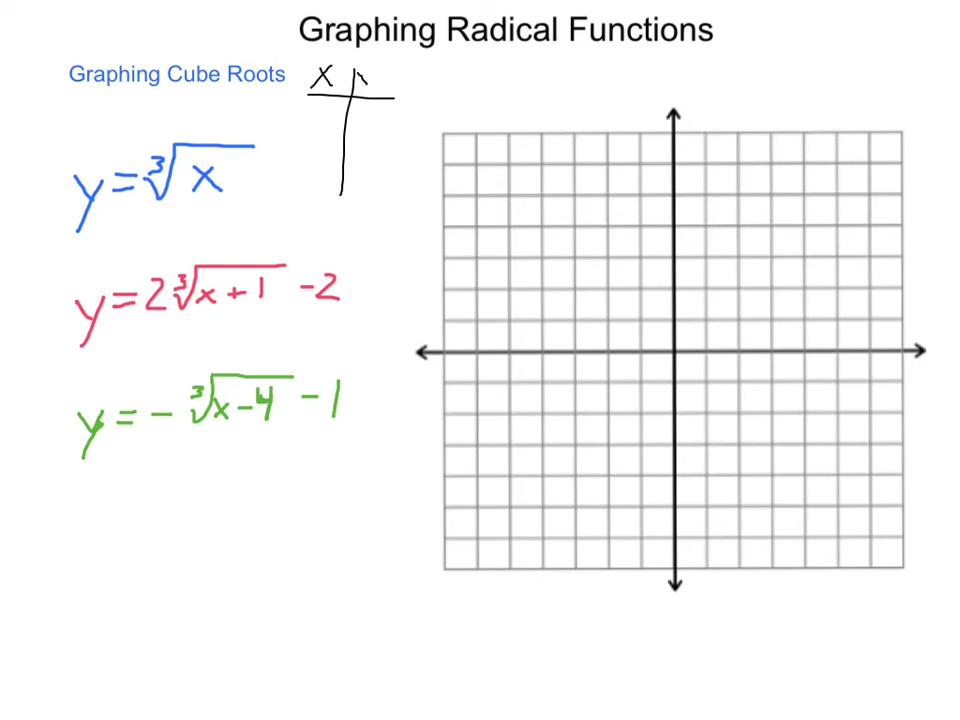 Graphing Radical Functions
Graphing Cube Roots
x
y = ∛x
y = 2∛(x + 1) - 2
y = - ∛(x - 4) - 1